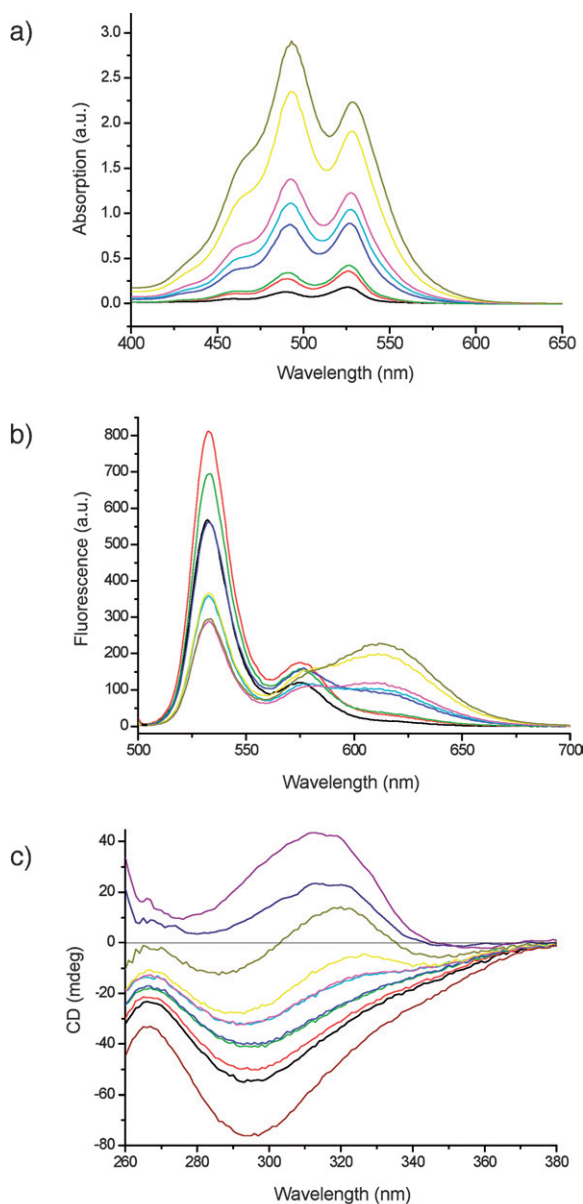 a)
Absorption (a.u.)
3.0
2.5
2.0
1.5
1.0
0.5
0.0
400 450 500 550 600 650
Wavelength (nm)
b)
Fluorescence (a.u.)
800
700
600
500
400
300
200
100
0
500 550 600 650 700
Wavelength (nm)
c)
CD (mdeg)
40
20
0
-20
-40
-60
-80
260 280 300 320 340 360 380
Wavelength (nm)